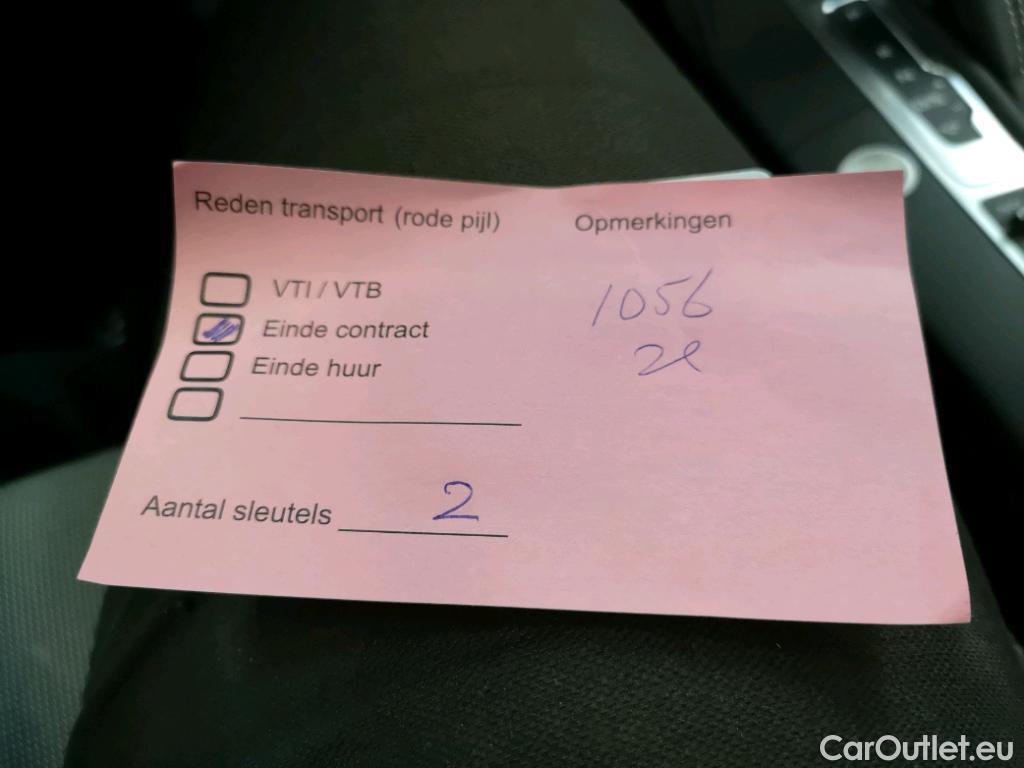 Reden transport (rode pijl)
Opmerkingen
VTI / VTB
Einde contract
Einde huur
1056
Aantal sleutels 2
CarOutlet.eu